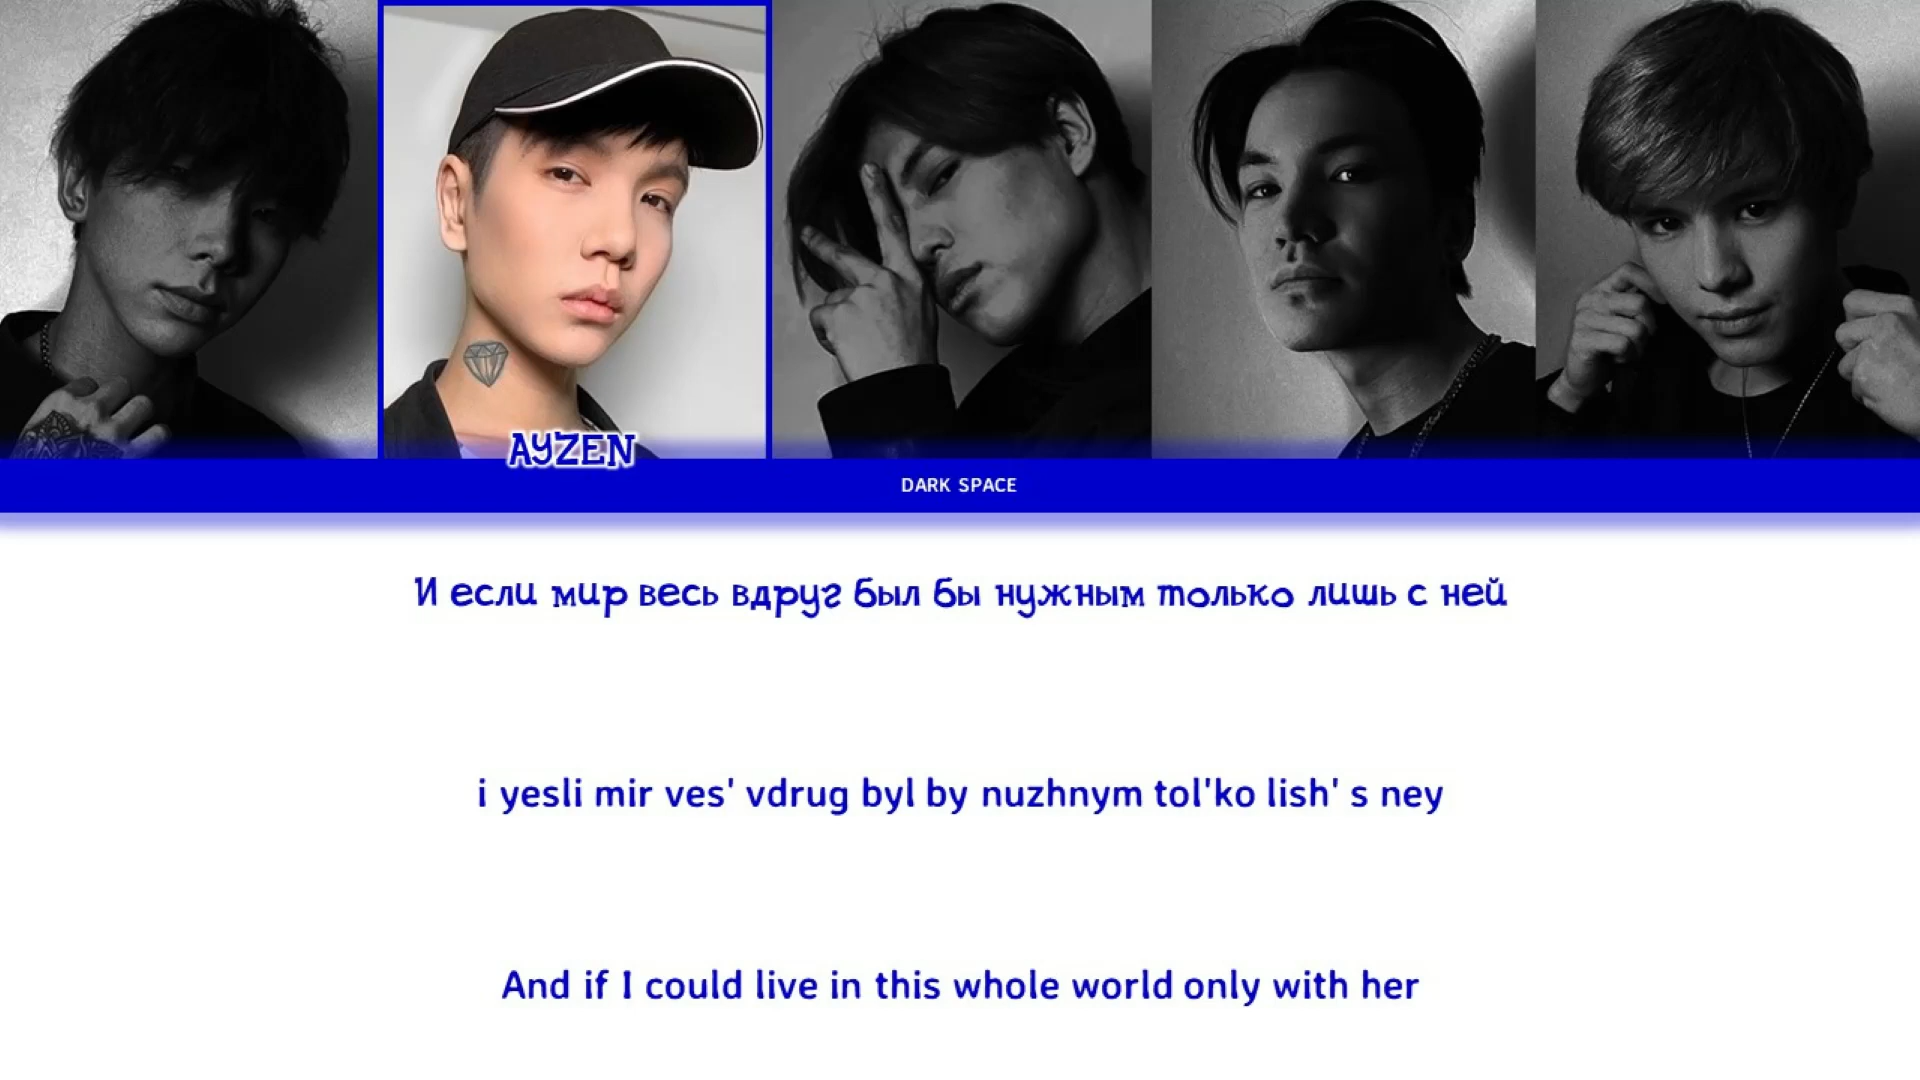 AYZEN
DARK SPACE
И если мир весь вдруг был бы нужным только лишь с ней
i yesli mir ves' vdrug byl by nuzhnym tol'ko lish' s ney
And if I could live in this whole world only with her